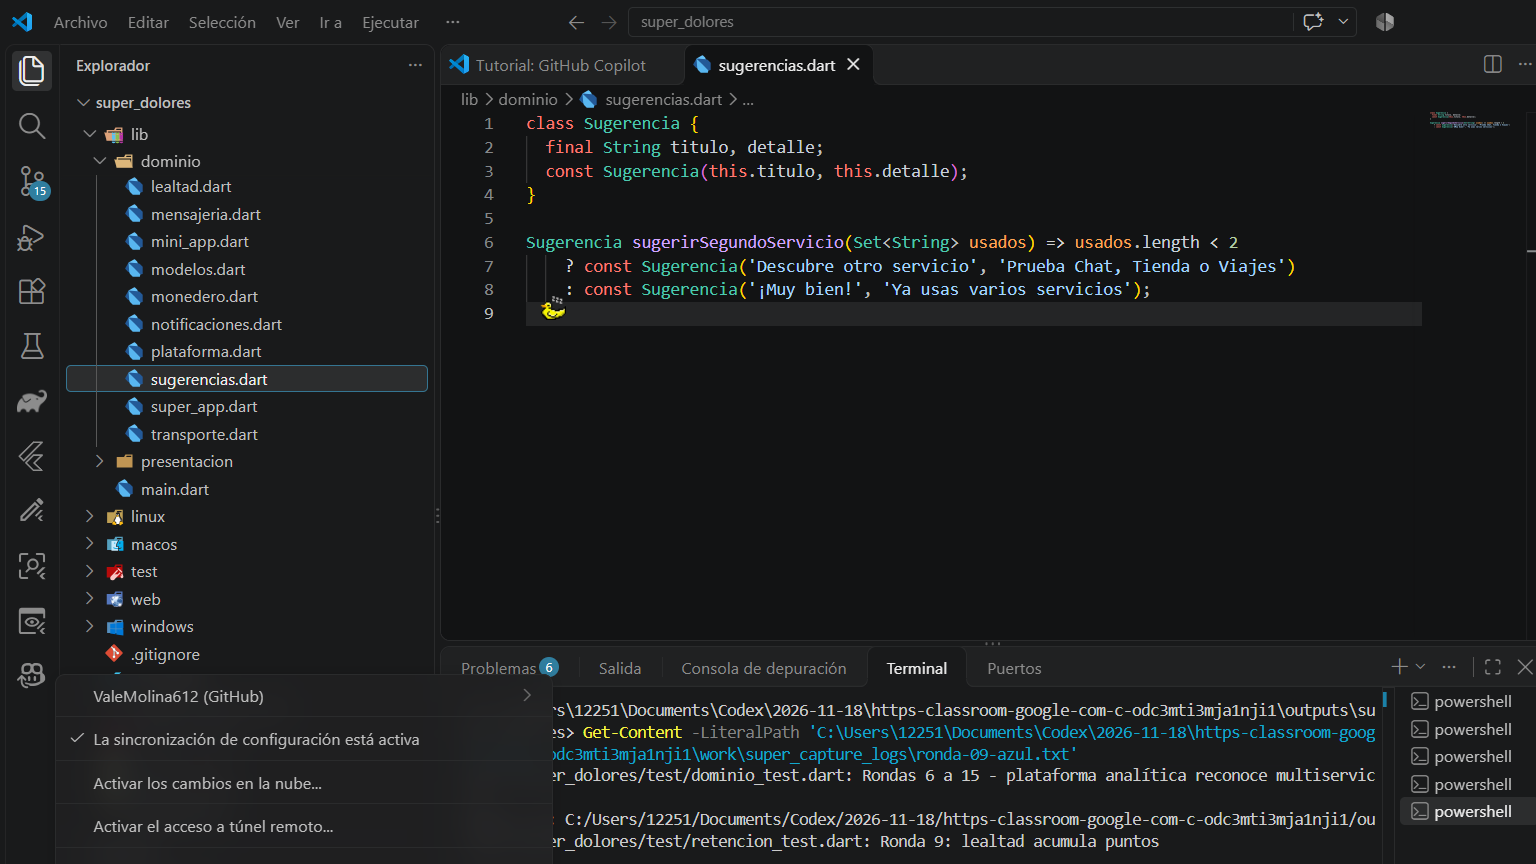 Archivo Editar Selección Ver Ir a Ejecutar ···
super_dolores
Explorador
super_dolores
lib
dominio
lealtad.dart
mensajeria.dart
mini_app.dart
modelos.dart
monedero.dart
notificaciones.dart
plataforma.dart
sugerencias.dart
super_app.dart
transporte.dart
presentacion
main.dart
linux
macos
test
web
windows
.gitignore
15
ValeMolina612 (GitHub)
La sincronización de configuración está activa
Activar los cambios en la nube...
Activar el acceso a túnel remoto...
Tutorial: GitHub Copilot
sugerencias.dart
lib > dominio > sugerencias.dart > ...
1 class Sugerencia {
2 final String titulo, detalle;
3 const Sugerencia(this.titulo, this.detalle);
4 }
5
6 Sugerencia sugerirSegundoServicio(Set<String> usados) => usados.length < 2
7 ? const Sugerencia('Descubre otro servicio', 'Prueba Chat, Tienda o Viajes')
8 : const Sugerencia('¡Muy bien!', 'Ya usas varios servicios');
9
Problemas 6 Salida Consola de depuración Terminal Puertos
rs\12251\Documents\Codex\2026-11-18\https-classroom-google-com-c-odc3mti3mja1nji1\outputs\su
es> Get-Content -LiteralPath 'C:\Users\12251\Documents\Codex\2026-11-18\https-classroom-goog
odc3mti3mja1nji1\work\super_capture_logs\ronda-09-azul.txt'
er_dolores/test/dominio_test.dart: Rondas 6 a 15 - plataforma analítica reconoce multiservic
: C:/Users/12251/Documents/Codex/2026-11-18/https-classroom-google-com-c-odc3mti3mja1nji1/ou
er_dolores/test/retencion_test.dart: Ronda 9: lealtad acumula puntos
powershell
powershell
powershell
powershell
powershell